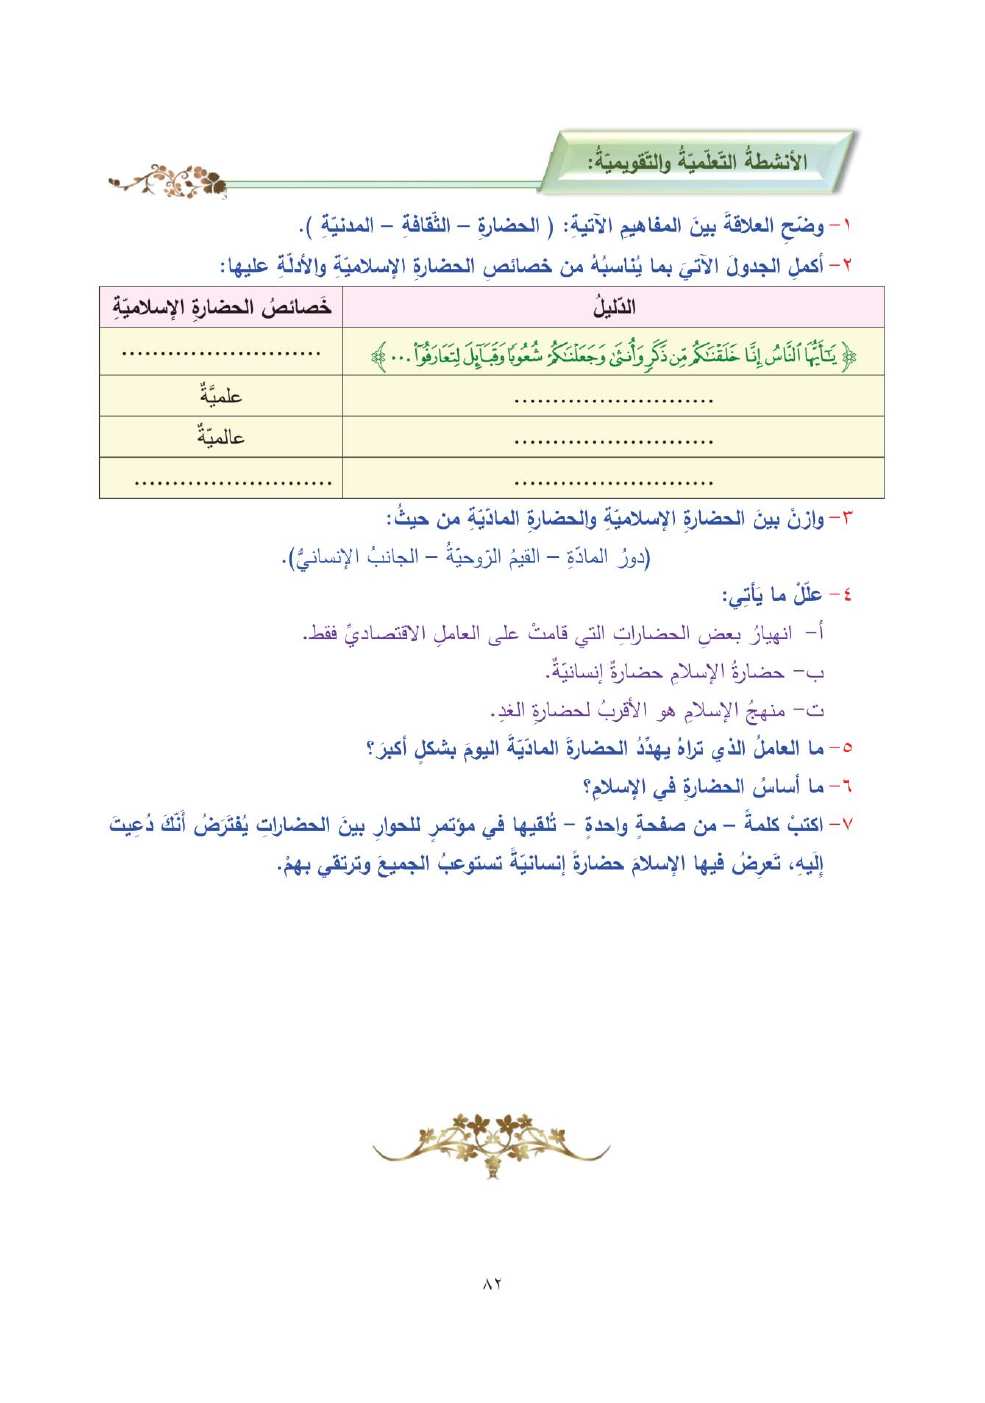 الأنشطةُ التّعلّميّةُ والتّقويميّةُ:
١- وضّحِ العلاقةَ بينَ المفاهيمِ الآتيةِ: ( الحضارةِ – الثّقافةِ – المدنيّةِ ).
٢- أكملِ الجدولَ الآتيَ بما يُناسبُهُ من خصائصِ الحضارةِ الإسلاميّةِ والأدلّةِ عليها:
الدّليلُ خَصائصُ الحضارةِ الإسلاميّةِ
﴿ يَٰٓأَيُّهَا ٱلنَّاسُ إِنَّا خَلَقْنَٰكُم مِّن ذَكَرٍ وَأُنثَىٰ وَجَعَلْنَٰكُمْ شُعُوبًا وَقَبَآئِلَ لِتَعَارَفُوٓا۟ ... ﴾ ..........................
.......................... علميَّةٌ
.......................... عالميّةٌ
.......................... ..........................
٣- وازنْ بينَ الحضارةِ الإسلاميّةِ والحضارةِ المادّيّةِ من حيثُ:
(دورُ المادّةِ – القيمُ الرّوحيّةُ – الجانبُ الإنسانيُّ).
٤- علّلْ ما يَأتِي:
أ- انهيارُ بعضِ الحضاراتِ التي قامتْ على العاملِ الاقتصاديِّ فقط.
ب- حضارةُ الإسلامِ حضارةٌ إنسانيّةٌ.
ت- منهجُ الإسلامِ هو الأقربُ لحضارةِ الغدِ.
٥- ما العاملُ الذي تراهُ يهدِّدُ الحضارةَ المادّيّةَ اليومَ بشكلٍ أكبرَ؟
٦- ما أساسُ الحضارةِ في الإسلامِ؟
٧- اكتبْ كلمةً – من صفحةٍ واحدةٍ – تُلقيها في مؤتمرٍ للحوارِ بينَ الحضاراتِ يُفتَرَضُ أنّكَ دُعِيتَ
إِلَيهِ، تَعرِضُ فيها الإسلامَ حضارةً إنسانيّةً تستوعبُ الجميعَ وترتقي بهمْ.
٨٢